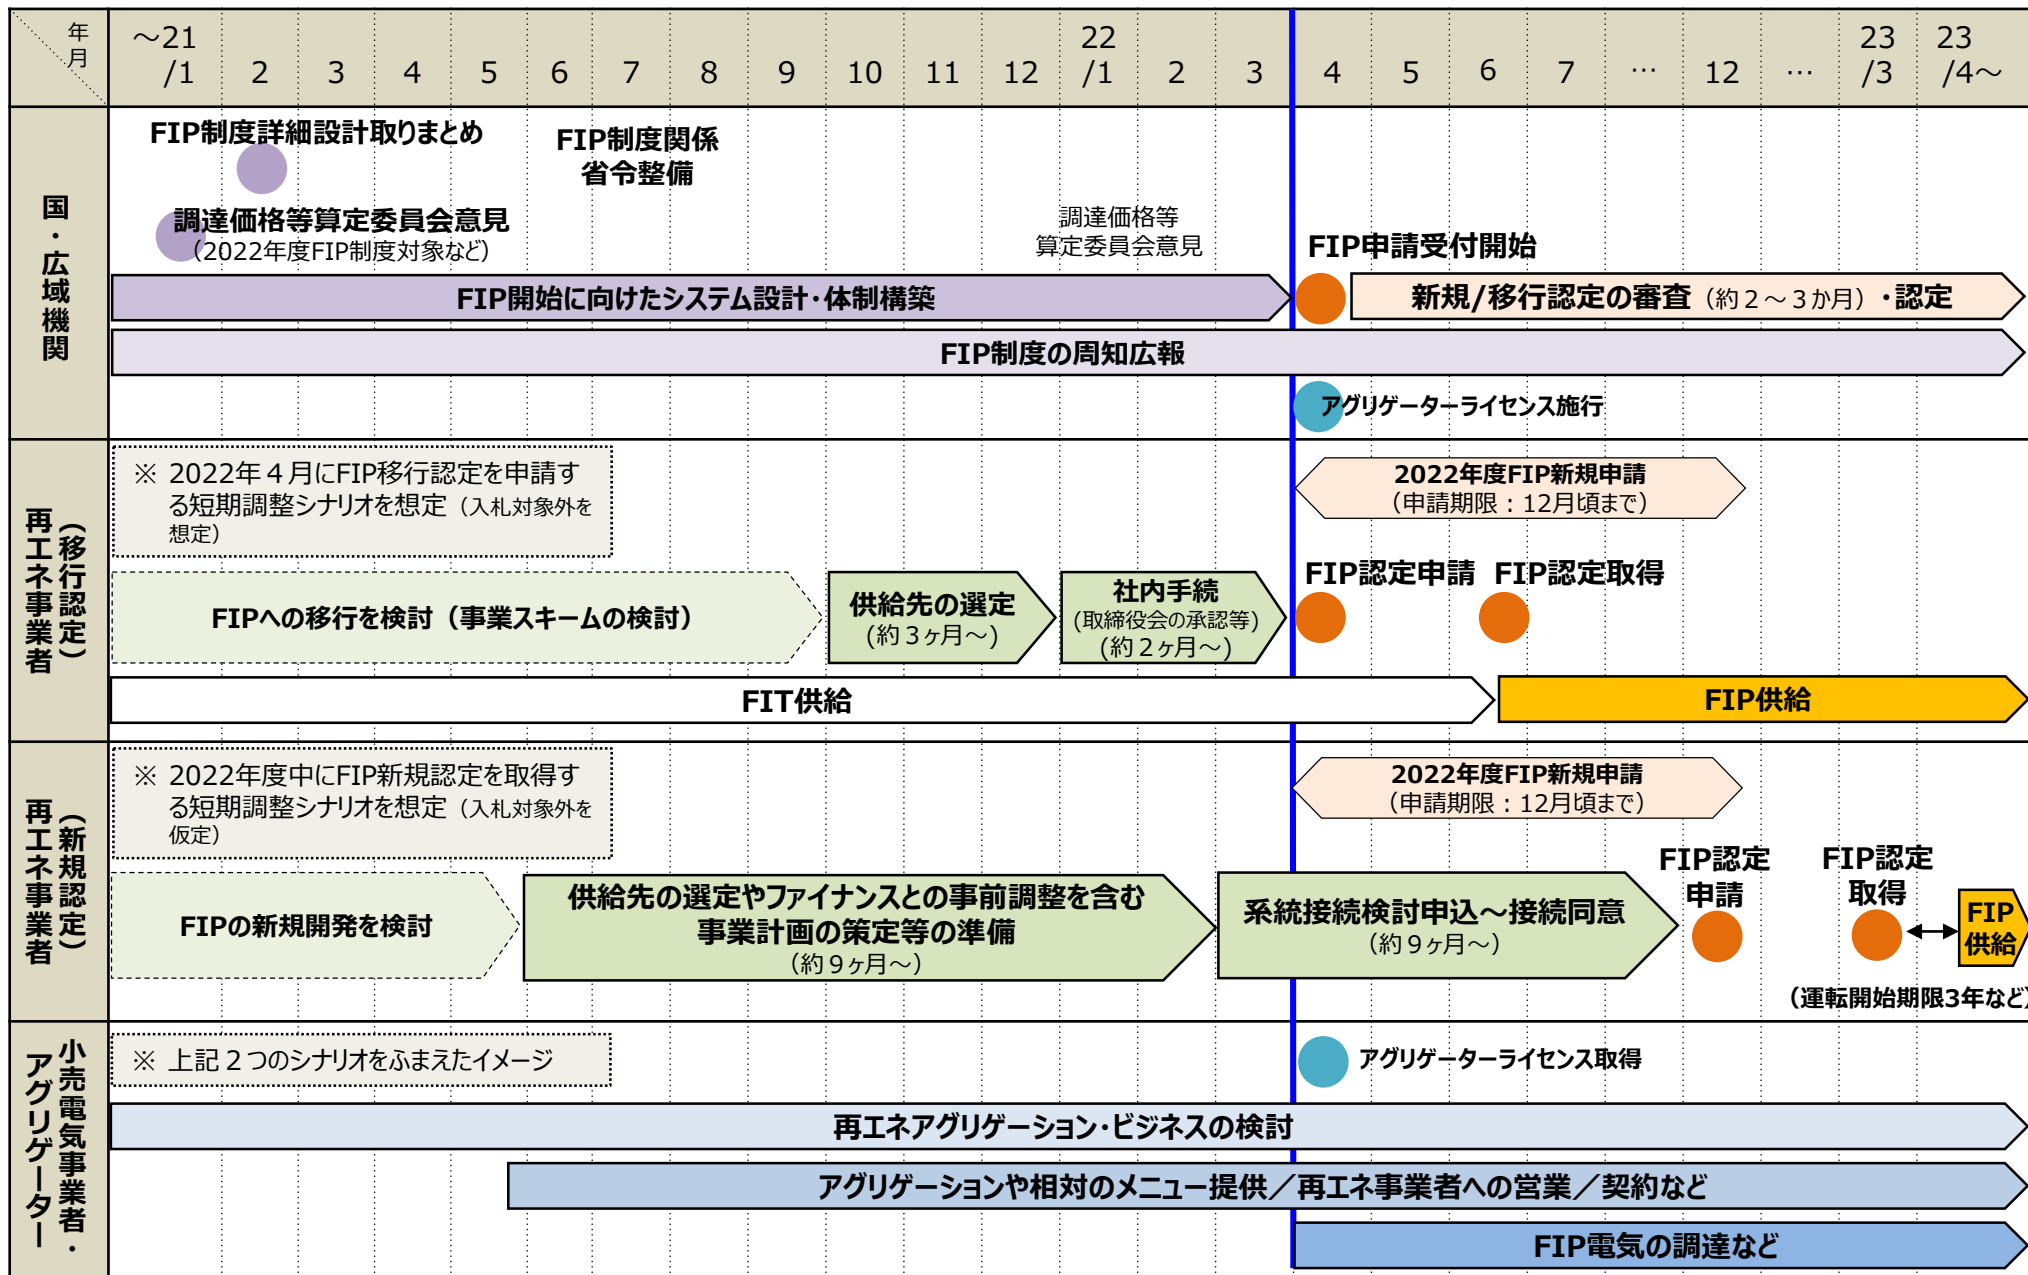 年
月
～21
/1
2
3
4
5
6
7
8
9
10
11
12
22
/1
2
3
4
5
6
7
…
12
…
23
/3
23
/4～
国・広域機関
FIP制度詳細設計取りまとめ
FIP制度関係
省令整備
調達価格等算定委員会意見
（2022年度FIP制度対象など）
調達価格等
算定委員会意見
FIP申請受付開始
FIP開始に向けたシステム設計・体制構築
新規/移行認定の審査（約２～３か月）・認定
FIP制度の周知広報
アグリゲーターライセンス施行
再エネ事業者
（移行認定）
※ 2022年４月にFIP移行認定を申請す
る短期調整シナリオを想定（入札対象外を
想定）
2022年度FIP新規申請
（申請期限：12月頃まで）
FIPへの移行を検討（事業スキームの検討）
供給先の選定
(約３ヶ月～)
社内手続
(取締役会の承認等)
(約２ヶ月～)
FIP認定申請
FIP認定取得
FIT供給
FIP供給
再エネ事業者
（新規認定）
※ 2022年度中にFIP新規認定を取得す
る短期調整シナリオを想定（入札対象外を
仮定）
2022年度FIP新規申請
（申請期限：12月頃まで）
FIPの新規開発を検討
供給先の選定やファイナンスとの事前調整を含む
事業計画の策定等の準備
(約９ヶ月～)
系統接続検討申込～接続同意
(約９ヶ月～)
FIP認定
申請
FIP認定
取得
FIP
供給
（運転開始期限3年など）
小売電気事業者・
アグリゲーター
※ 上記２つのシナリオをふまえたイメージ
アグリゲーターライセンス取得
再エネアグリゲーション・ビジネスの検討
アグリゲーションや相対のメニュー提供／再エネ事業者への営業／契約など
FIP電気の調達など